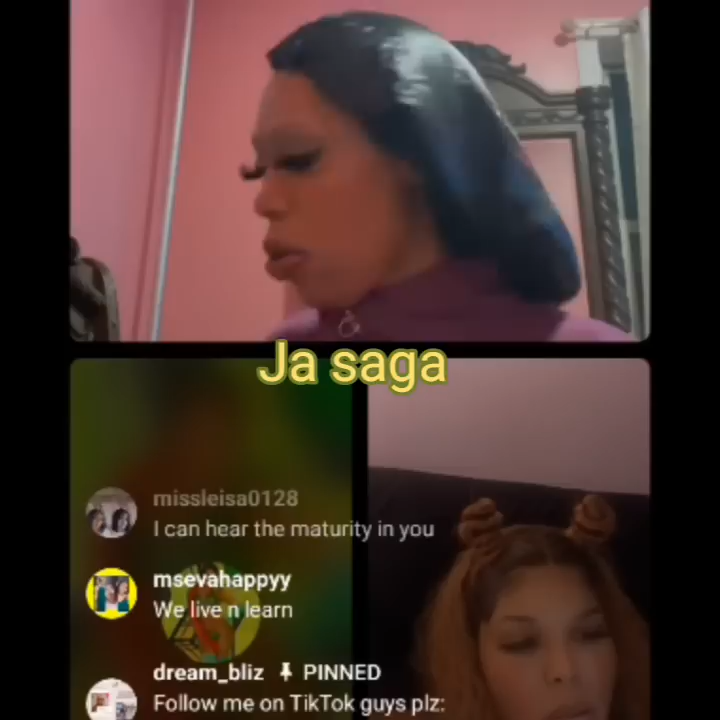 Ja saga
missleisa0128
I can hear the maturity in you
msevahappyy
We live n learn
dream_bliz PINNED
Follow me on TikTok guys plz: